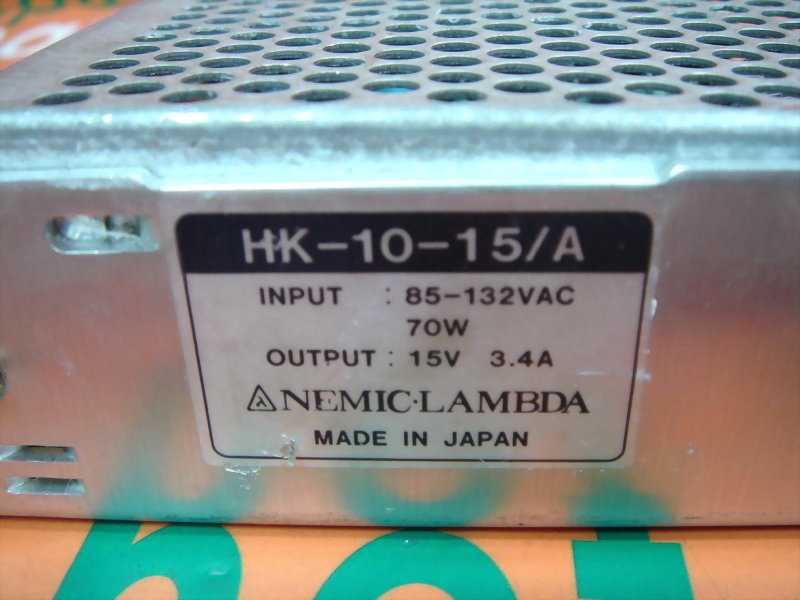 HK-10-15/A
INPUT : 85-132VAC
70W
OUTPUT : 15V 3.4A
NEMIC·LAMBDA
MADE IN JAPAN